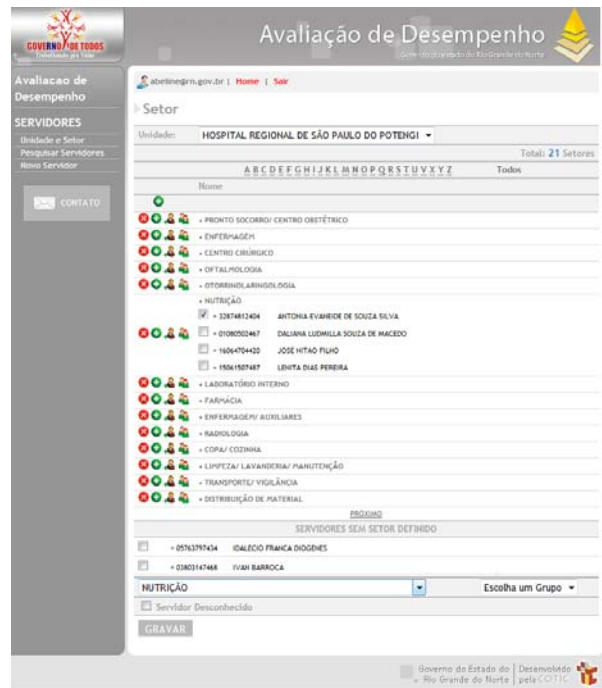 GOVERNO DE TODOS
Avaliação de Desempenho
Governo do Estado do Rio Grande do Norte
Avaliacao de
Desempenho
SERVIDORES
Unidade e Setor
Pesquisar Servidores
Novo Servidor
CONTATO
abeline@rn.gov.br | Home | Sair
Setor
Unidade: HOSPITAL REGIONAL DE SÃO PAULO DO POTENGI
Total: 21 Setores
A B C D E F G H I J K L M N O P Q R S T U V X Y Z Todos
Nome
+ PRONTO SOCORRO/ CENTRO OBSTÉTRICO
+ ENFERMAGEM
+ CENTRO CIRÚRGICO
+ OFTALMOLOGIA
+ OTORRINOLARINGOLOGIA
+ NUTRIÇÃO
+ 32874812404 ANTONIA EVANEIDE DE SOUZA SILVA
+ 01080502467 DALIANA LUDMILLA SOUZA DE MACEDO
+ 16064704420 JOSE HITAO FILHO
+ 15061507487 LENITA DIAS PEREIRA
+ LABORATÓRIO INTERNO
+ FARMÁCIA
+ ENFERMAGEM/ AUXILIARES
+ RADIOLOGIA
+ COPA/ COZINHA
+ LIMPEZA/ LAVANDERIA/ MANUTENÇÃO
+ TRANSPORTE/ VIGILÂNCIA
+ DISTRIBUIÇÃO DE MATERIAL
PRÓXIMO
SERVIDORES SEM SETOR DEFINIDO
+ 05763797434 IDALECIO FRANCA DIOGENES
+ 03803147468 IVAN BARROCA
NUTRIÇÃO Escolha um Grupo
Servidor Desconhecido
GRAVAR
Governo do Estado do | Desenvolvido
Rio Grande do Norte | pela COTIC